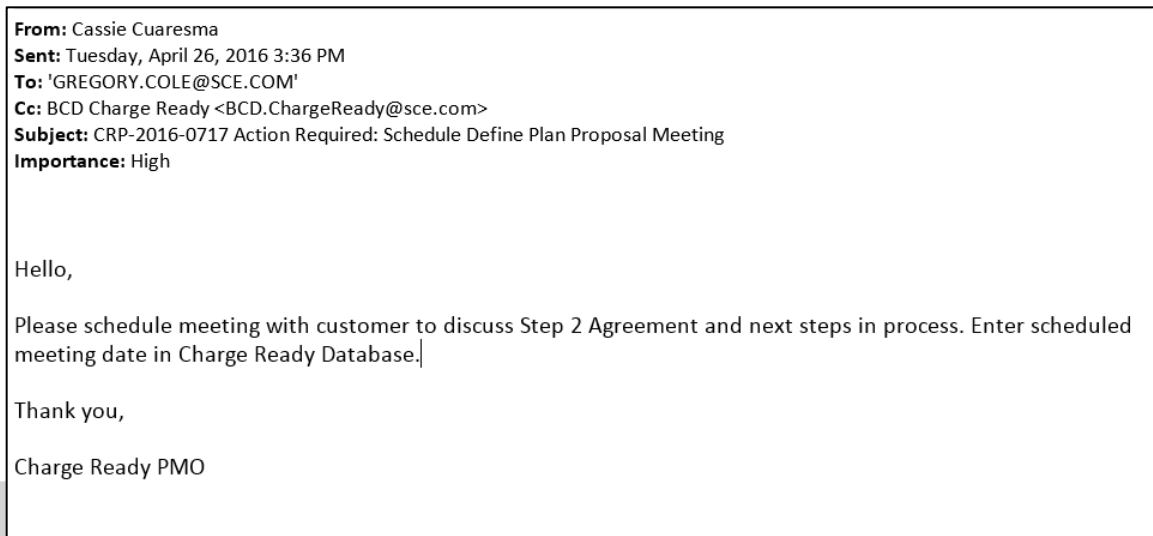 From: Cassie Cuaresma
Sent: Tuesday, April 26, 2016 3:36 PM
To: 'GREGORY.COLE@SCE.COM'
Cc: BCD Charge Ready <BCD.ChargeReady@sce.com>
Subject: CRP-2016-0717 Action Required: Schedule Define Plan Proposal Meeting
Importance: High
Hello,
Please schedule meeting with customer to discuss Step 2 Agreement and next steps in process. Enter scheduled
meeting date in Charge Ready Database.
Thank you,
Charge Ready PMO